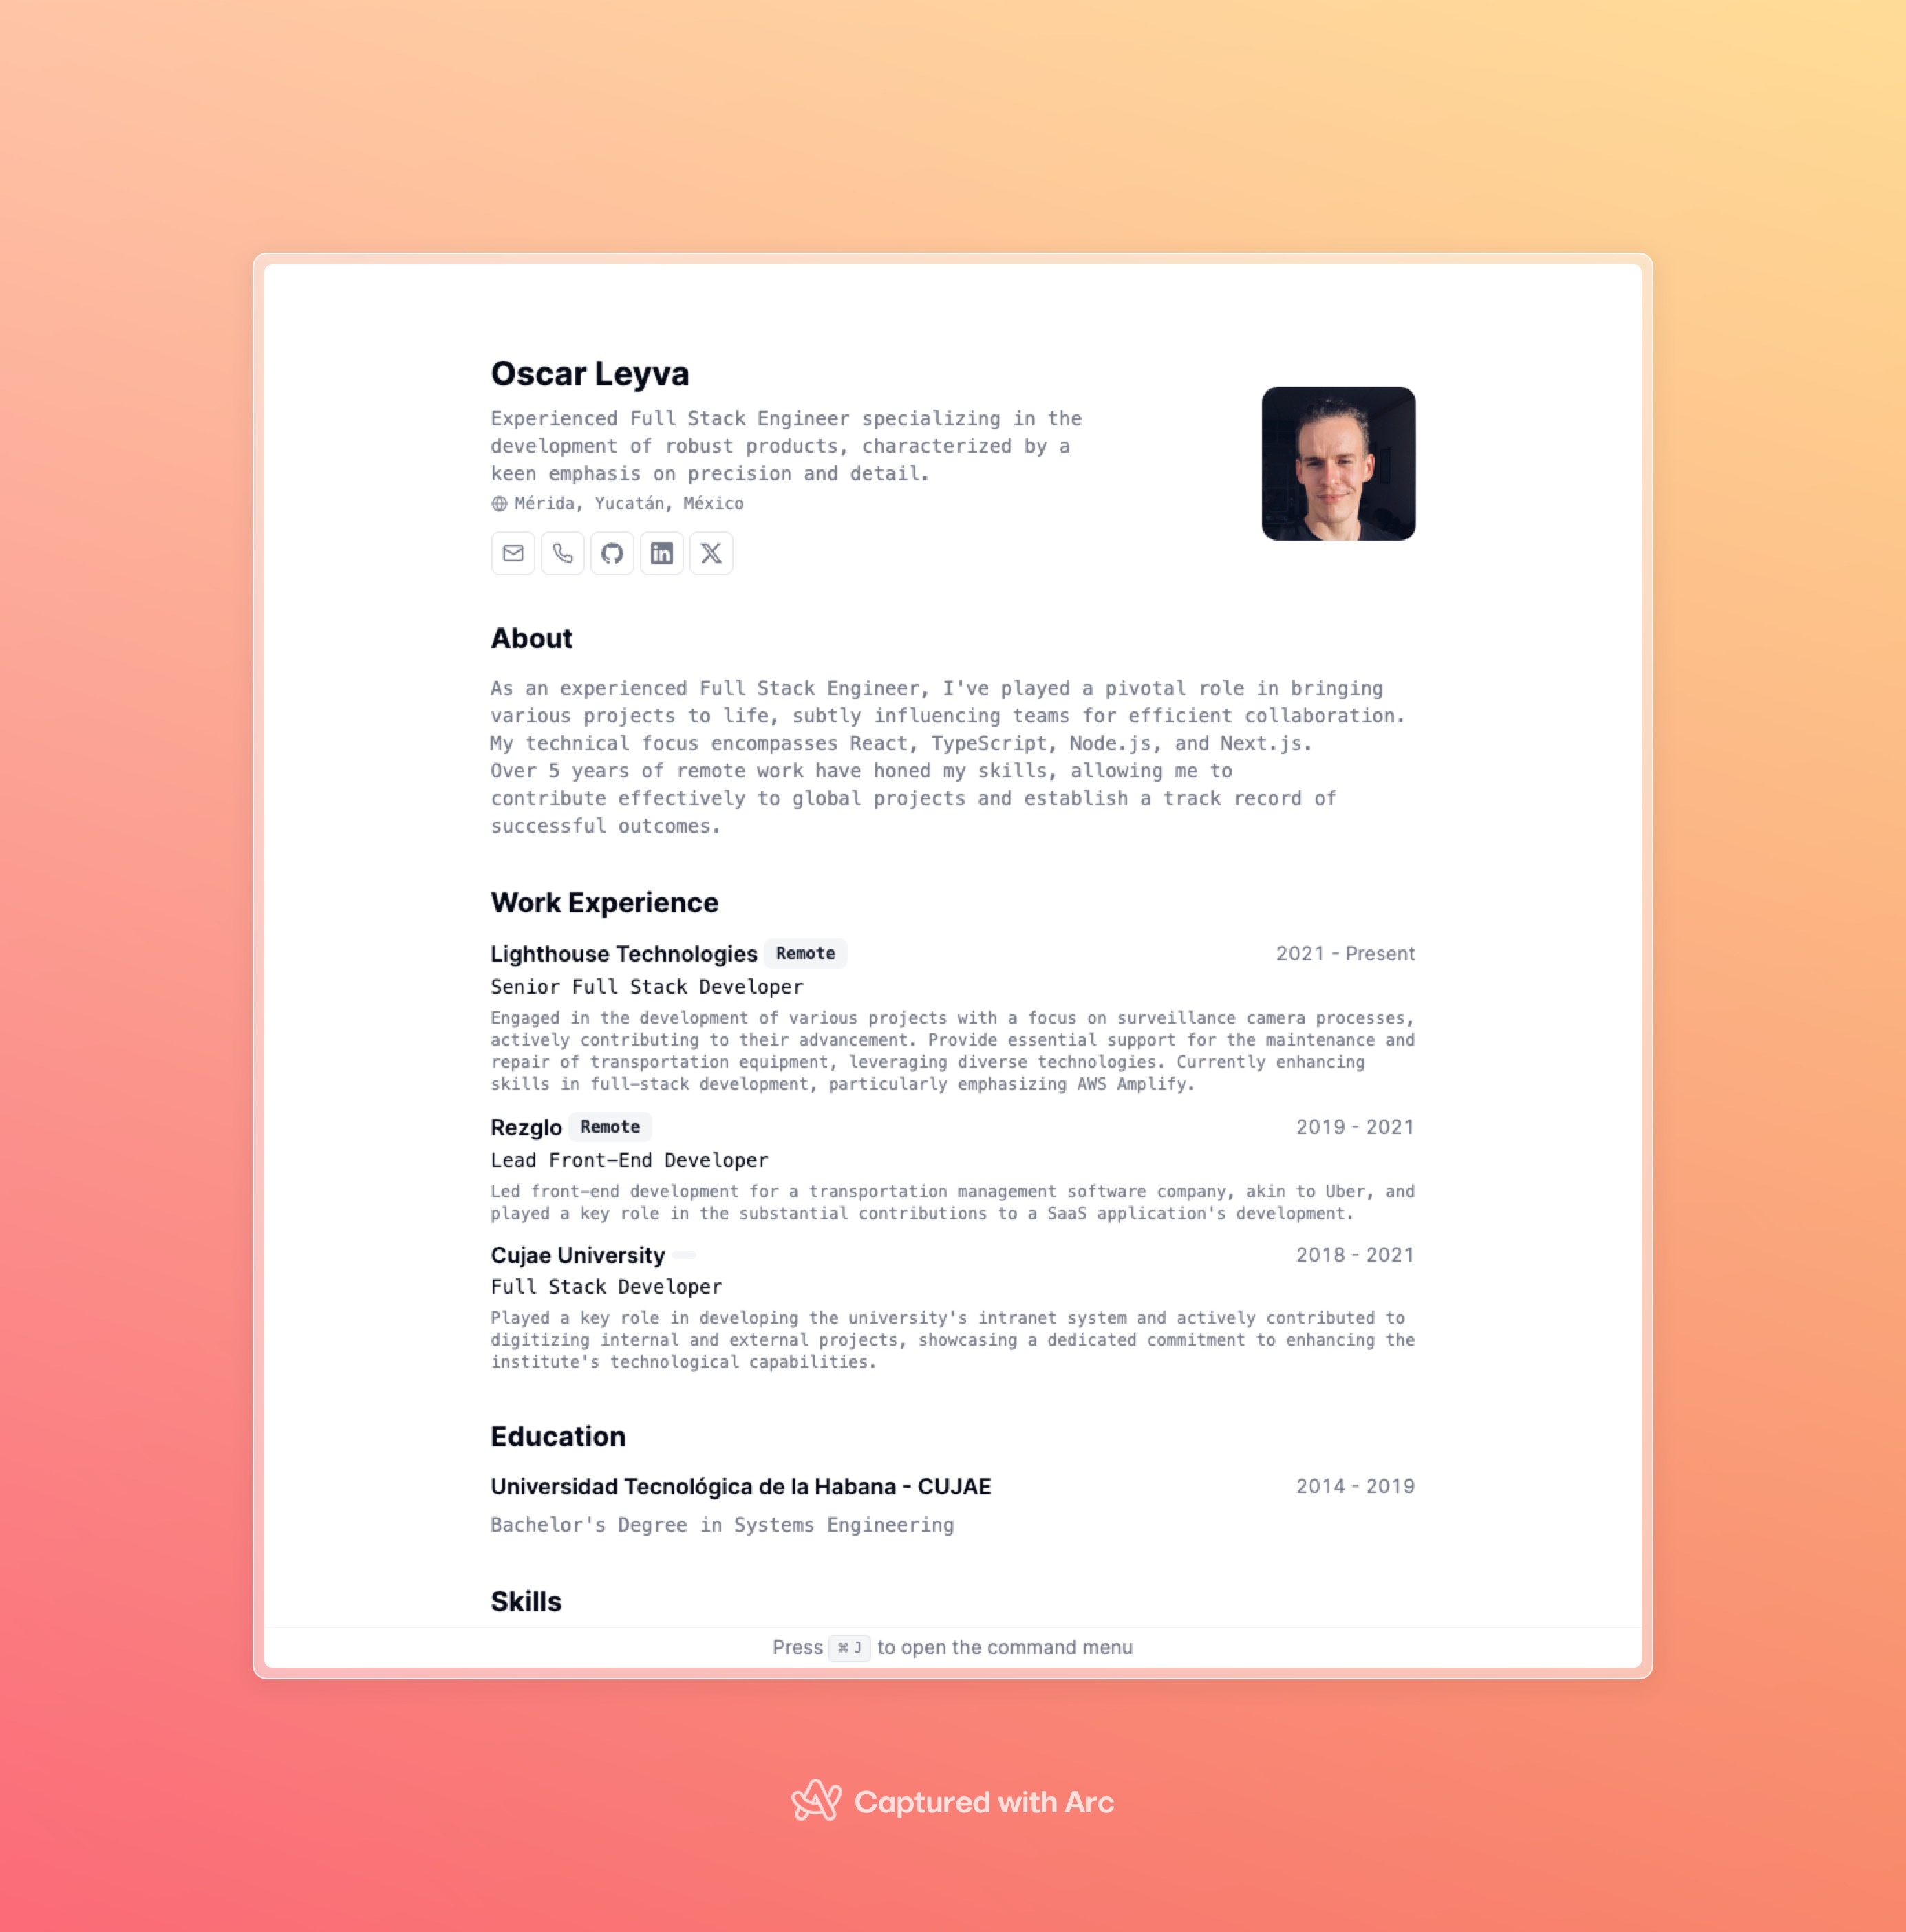 Oscar Leyva
Experienced Full Stack Engineer specializing in the
development of robust products, characterized by a
keen emphasis on precision and detail.
Mérida, Yucatán, México
About
As an experienced Full Stack Engineer, I've played a pivotal role in bringing
various projects to life, subtly influencing teams for efficient collaboration.
My technical focus encompasses React, TypeScript, Node.js, and Next.js.
Over 5 years of remote work have honed my skills, allowing me to
contribute effectively to global projects and establish a track record of
successful outcomes.
Work Experience
Lighthouse Technologies Remote 2021 - Present
Senior Full Stack Developer
Engaged in the development of various projects with a focus on surveillance camera processes,
actively contributing to their advancement. Provide essential support for the maintenance and
repair of transportation equipment, leveraging diverse technologies. Currently enhancing
skills in full-stack development, particularly emphasizing AWS Amplify.
Rezglo Remote 2019 - 2021
Lead Front-End Developer
Led front-end development for a transportation management software company, akin to Uber, and
played a key role in the substantial contributions to a SaaS application's development.
Cujae University 2018 - 2021
Full Stack Developer
Played a key role in developing the university's intranet system and actively contributed to
digitizing internal and external projects, showcasing a dedicated commitment to enhancing the
institute's technological capabilities.
Education
Universidad Tecnológica de la Habana - CUJAE 2014 - 2019
Bachelor's Degree in Systems Engineering
Skills
Press ⌘ J to open the command menu
Captured with Arc